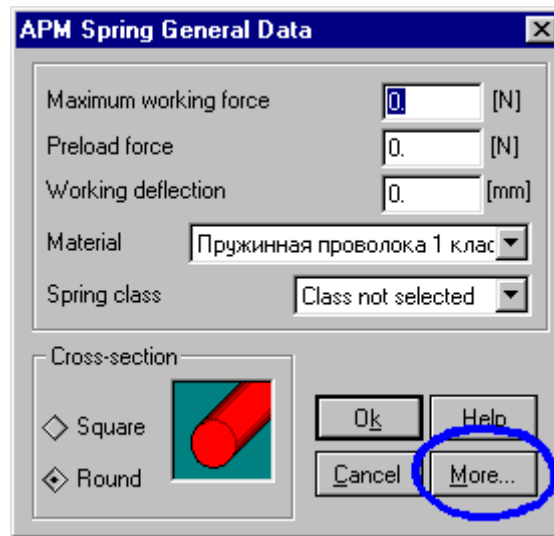 APM Spring General Data
Maximum working force 0. [N]
Preload force 0. [N]
Working deflection 0. [mm]
Material Пружинная проволока 1 клас
Spring class Class not selected
Cross-section
Square
Round
Ok Help
Cancel More...